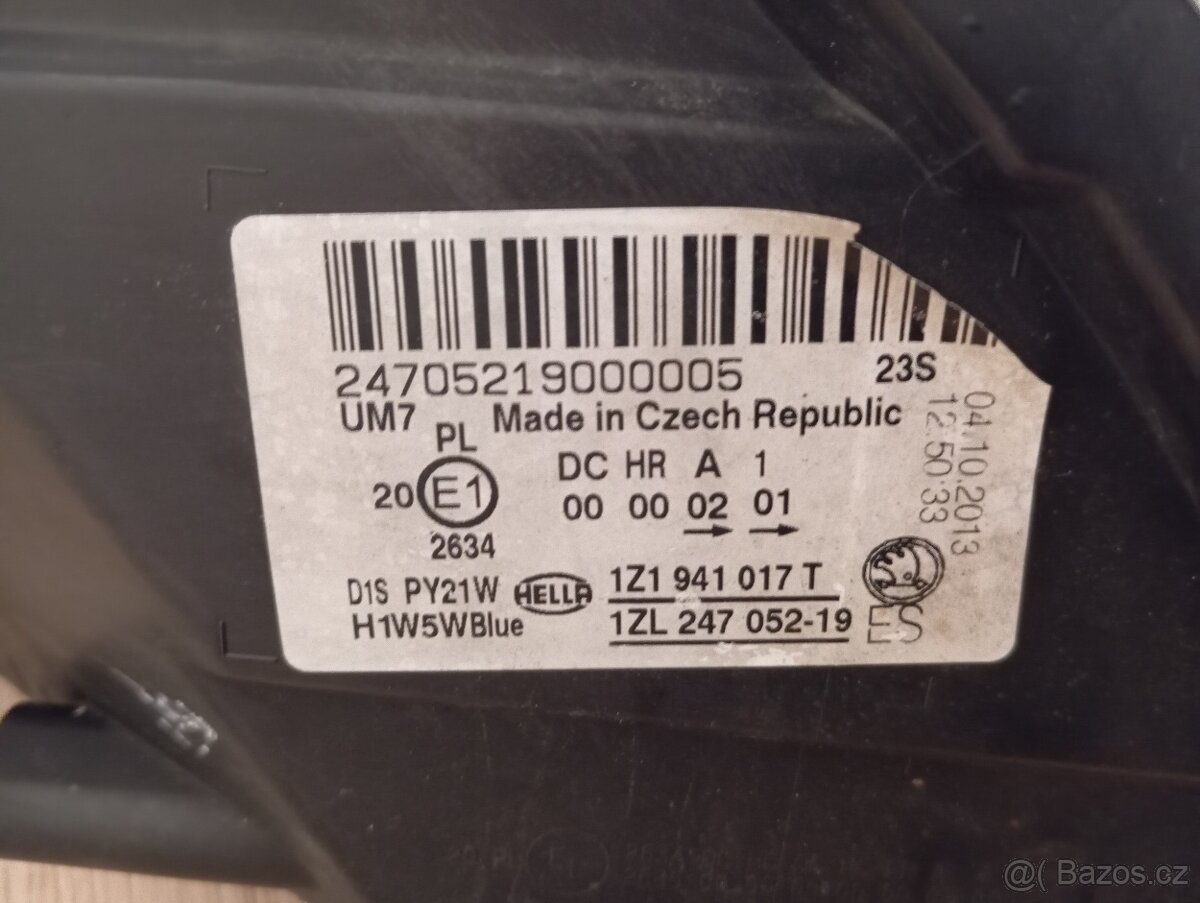 24705219000005 23S
UM7 Made in Czech Republic
04.10.2013
12:50:33
PL
20 E1
2634
DC HR A 1
00 00 02 01
D1S PY21W
H1W5WBlue
HELLA
1Z1 941 017 T
1ZL 247 052-19
ES
@( Bazos.cz